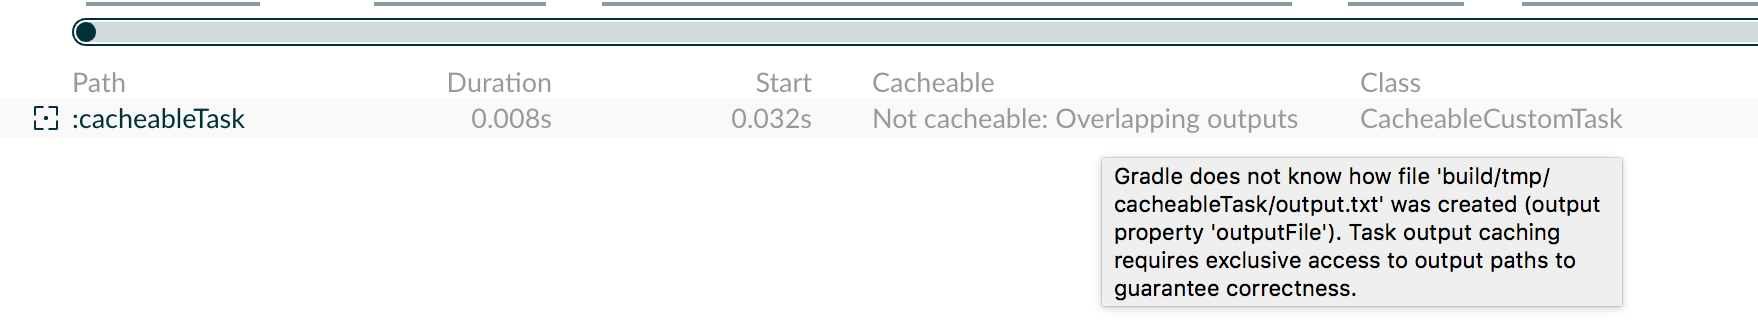 Path Duration Start Cacheable Class
:cacheableTask 0.008s 0.032s Not cacheable: Overlapping outputs CacheableCustomTask
Gradle does not know how file 'build/tmp/
cacheableTask/output.txt' was created (output
property 'outputFile'). Task output caching
requires exclusive access to output paths to
guarantee correctness.